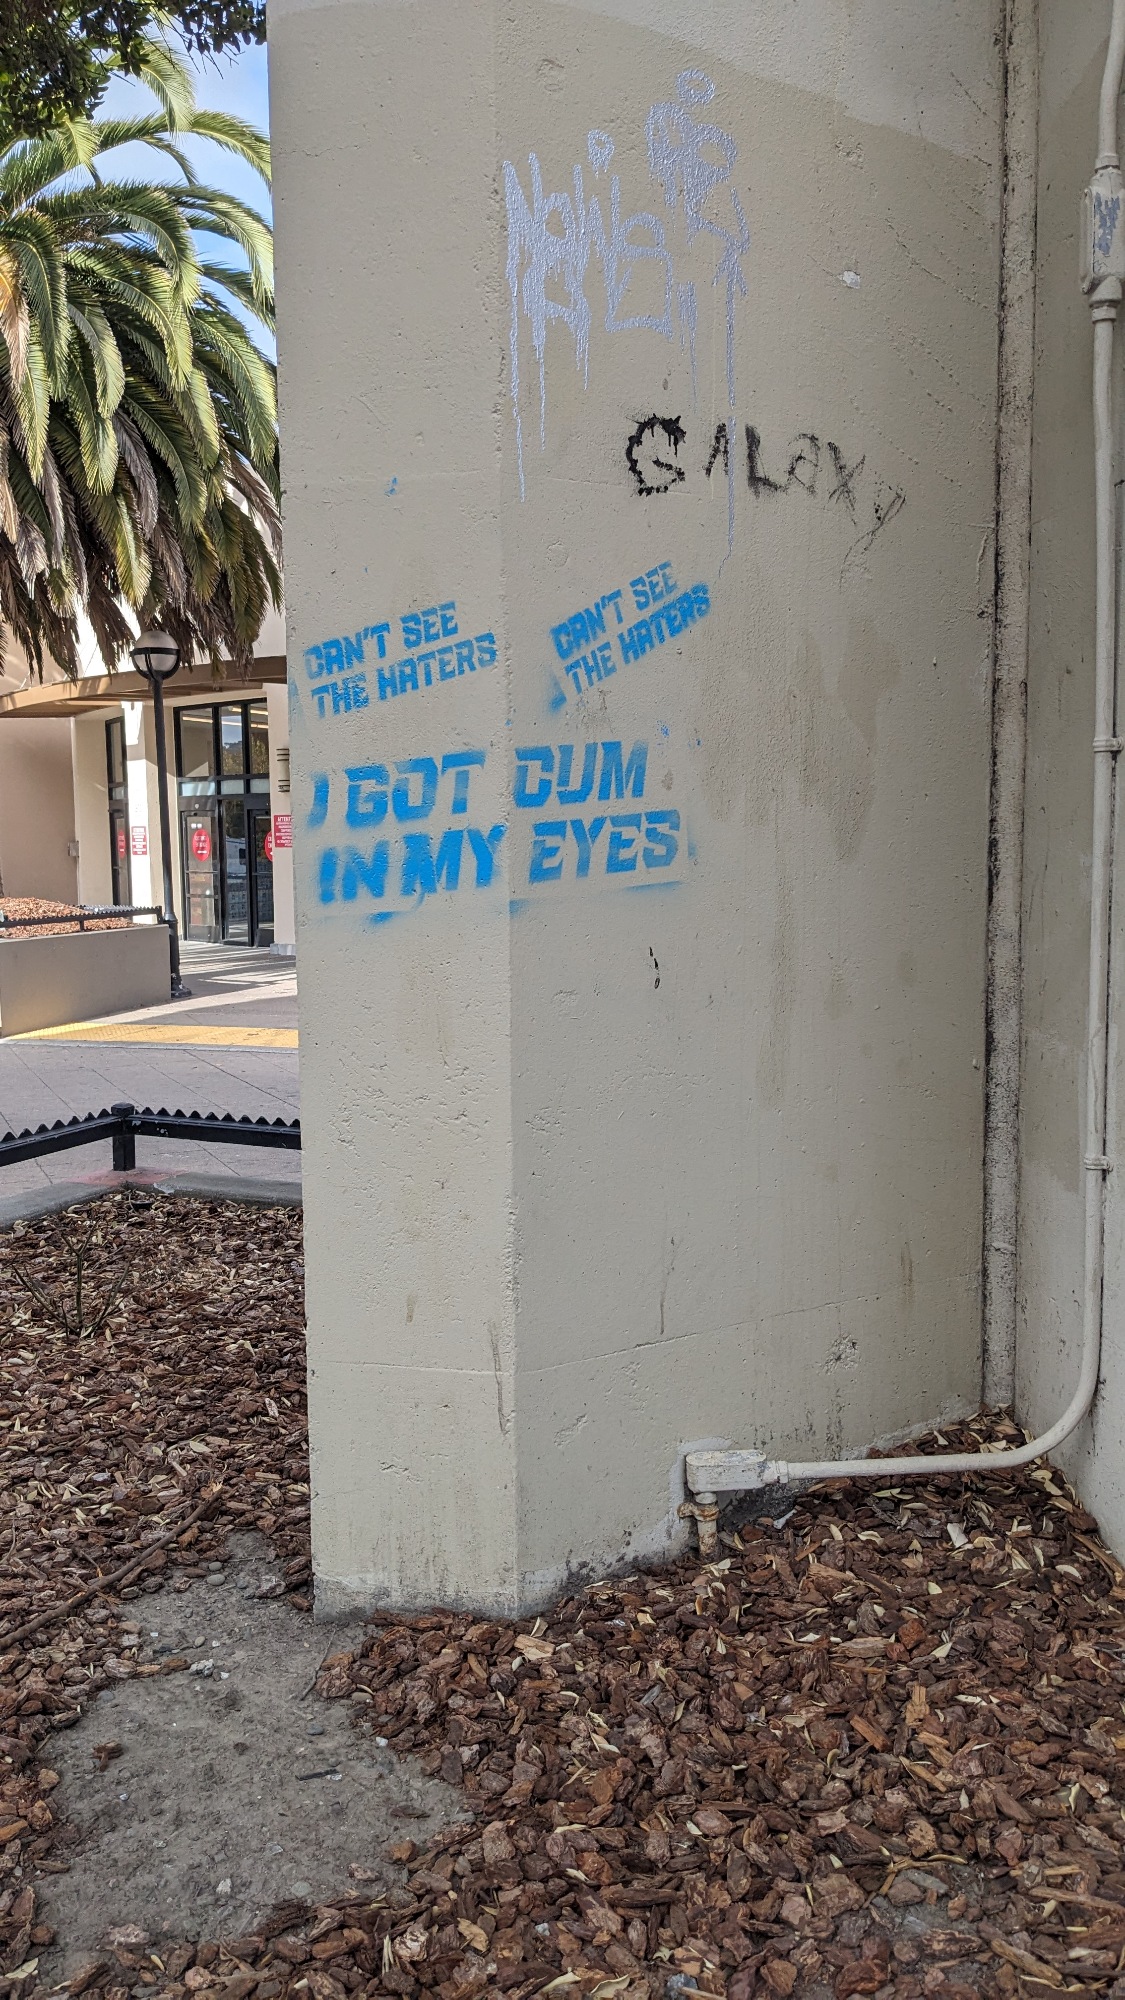 GALaxy
CAN'T SEE
THE HATERS
CAN'T SEE
THE HATERS
I GOT CUM
IN MY EYES